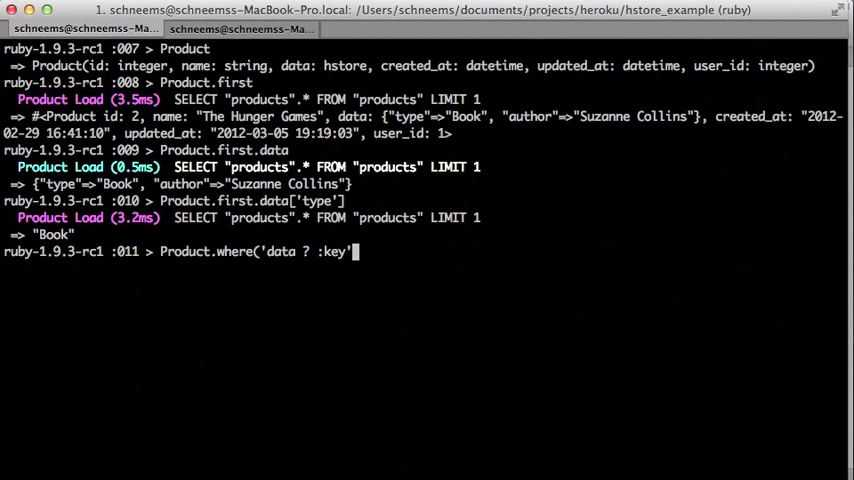 1. schneems@schneemss-MacBook-Pro.local: /Users/schneems/documents/projects/heroku/hstore_example (ruby)
schneems@schneemss-Ma... schneems@schneemss-Ma...
ruby-1.9.3-rc1 :007 > Product
=> Product(id: integer, name: string, data: hstore, created_at: datetime, updated_at: datetime, user_id: integer)
ruby-1.9.3-rc1 :008 > Product.first
Product Load (3.5ms)  SELECT "products".* FROM "products" LIMIT 1
=> #<Product id: 2, name: "The Hunger Games", data: {"type"=>"Book", "author"=>"Suzanne Collins"}, created_at: "2012-
02-29 16:41:10", updated_at: "2012-03-05 19:19:03", user_id: 1>
ruby-1.9.3-rc1 :009 > Product.first.data
Product Load (0.5ms)  SELECT "products".* FROM "products" LIMIT 1
=> {"type"=>"Book", "author"=>"Suzanne Collins"}
ruby-1.9.3-rc1 :010 > Product.first.data['type']
Product Load (3.2ms)  SELECT "products".* FROM "products" LIMIT 1
=> "Book"
ruby-1.9.3-rc1 :011 > Product.where('data ? :key'